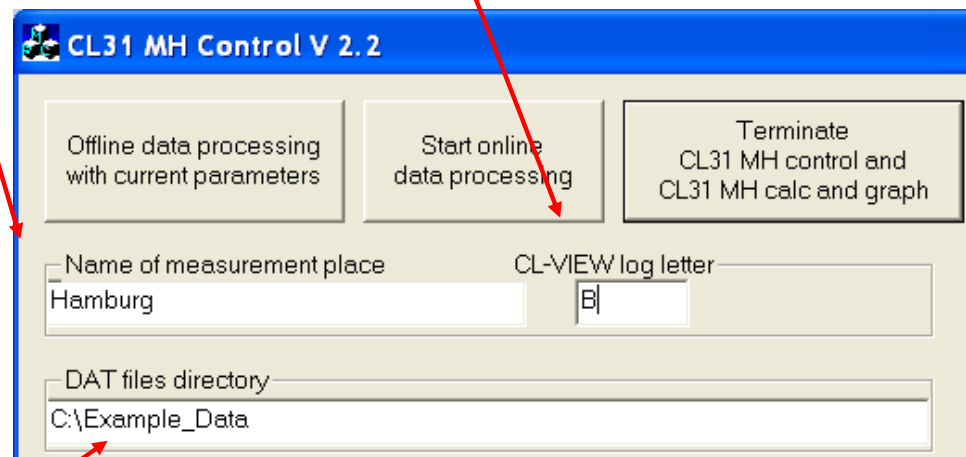 CL31 MH Control V 2.2
Offline data processing
with current parameters
Start online
data processing
Terminate
CL31 MH control and
CL31 MH calc and graph
Name of measurement place
CL-VIEW log letter
Hamburg
B
DAT files directory
C:\Example_Data